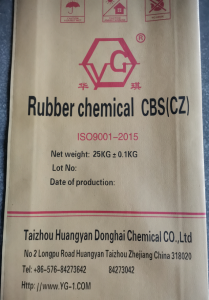 YG
华 琪
Rubber chemical CBS(CZ)
ISO9001-2015
Net weight: 25KG ± 0.1KG
Lot No:
Date of production:
Taizhou Huangyan Donghai Chemical CO.,Ltd
No 2 Longpu Road Huangyan Taizhou Zhejiang China 318020
Tel: +86-576-84273642 84273042
Http://WWW.YG-1.COM